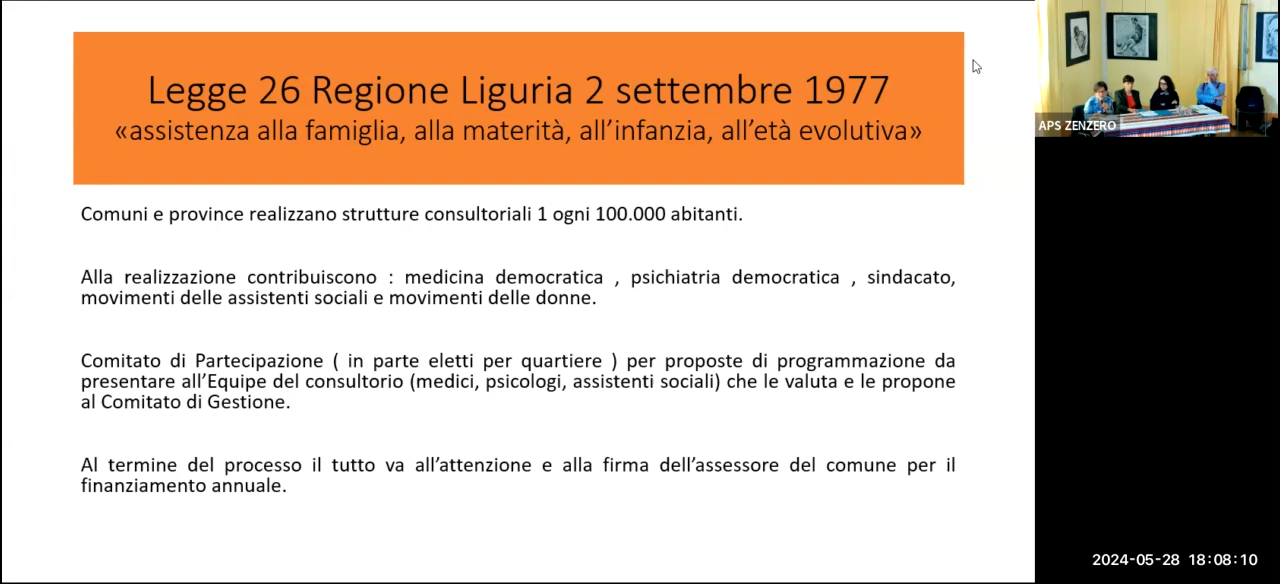 Legge 26 Regione Liguria 2 settembre 1977
«assistenza alla famiglia, alla materità, all’infanzia, all’età evolutiva»
Comuni e province realizzano strutture consultoriali 1 ogni 100.000 abitanti.
Alla realizzazione contribuiscono : medicina democratica , psichiatria democratica , sindacato,
movimenti delle assistenti sociali e movimenti delle donne.
Comitato di Partecipazione ( in parte eletti per quartiere ) per proposte di programmazione da
presentare all’Equipe del consultorio (medici, psicologi, assistenti sociali) che le valuta e le propone
al Comitato di Gestione.
Al termine del processo il tutto va all’attenzione e alla firma dell’assessore del comune per il
finanziamento annuale.
APS ZENZERO
2024-05-28 18:08:10